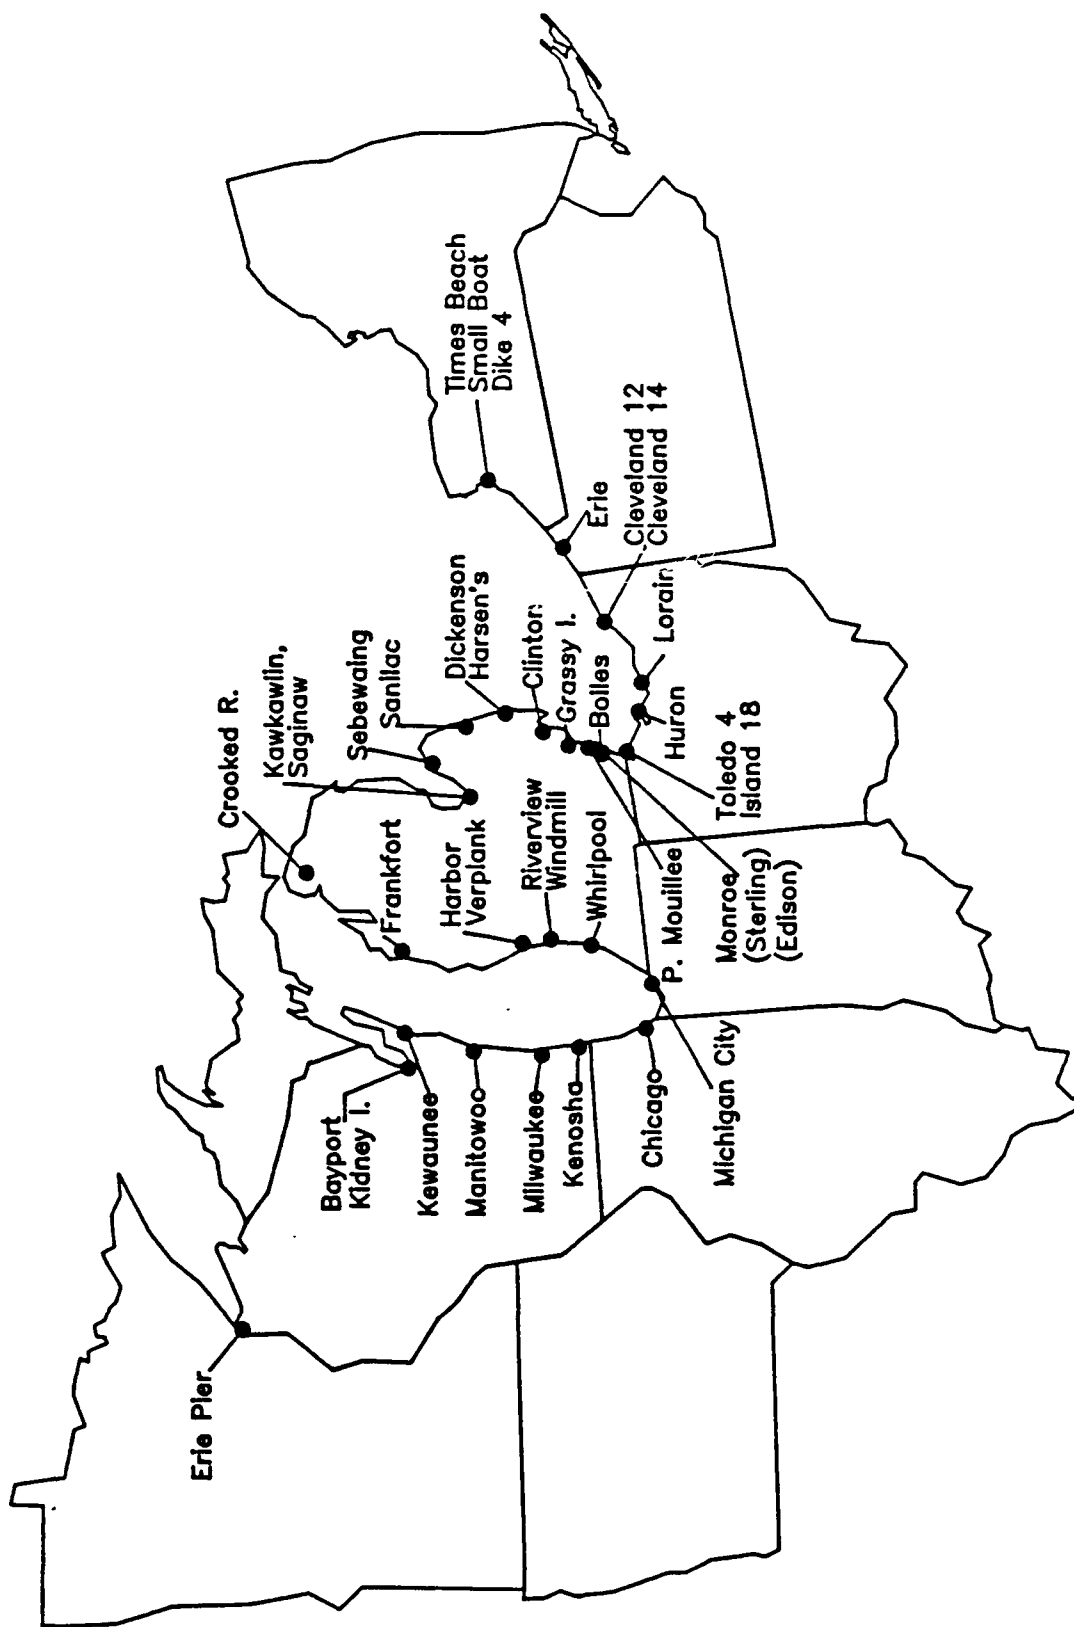 Erie Pier
Bayport
Kidney I.
Kewaunee
Manitowoc
Milwaukee
Kenosha
Chicago
Michigan City
Crooked R.
Frankfort
Harbor
Verplank
Riverview
Windmill
Whirlpool
Kawkawlin,
Saginaw
Sebewaing
Sanilac
Dickenson
Harsen's
Clinton
Grassy I.
Bolles
P. Mouillee
Monroe
(Sterling)
(Edison)
Toledo 4
Island 18
Huron
Lorain
Cleveland 12
Cleveland 14
Erie
Times Beach
Small Boat
Dike 4